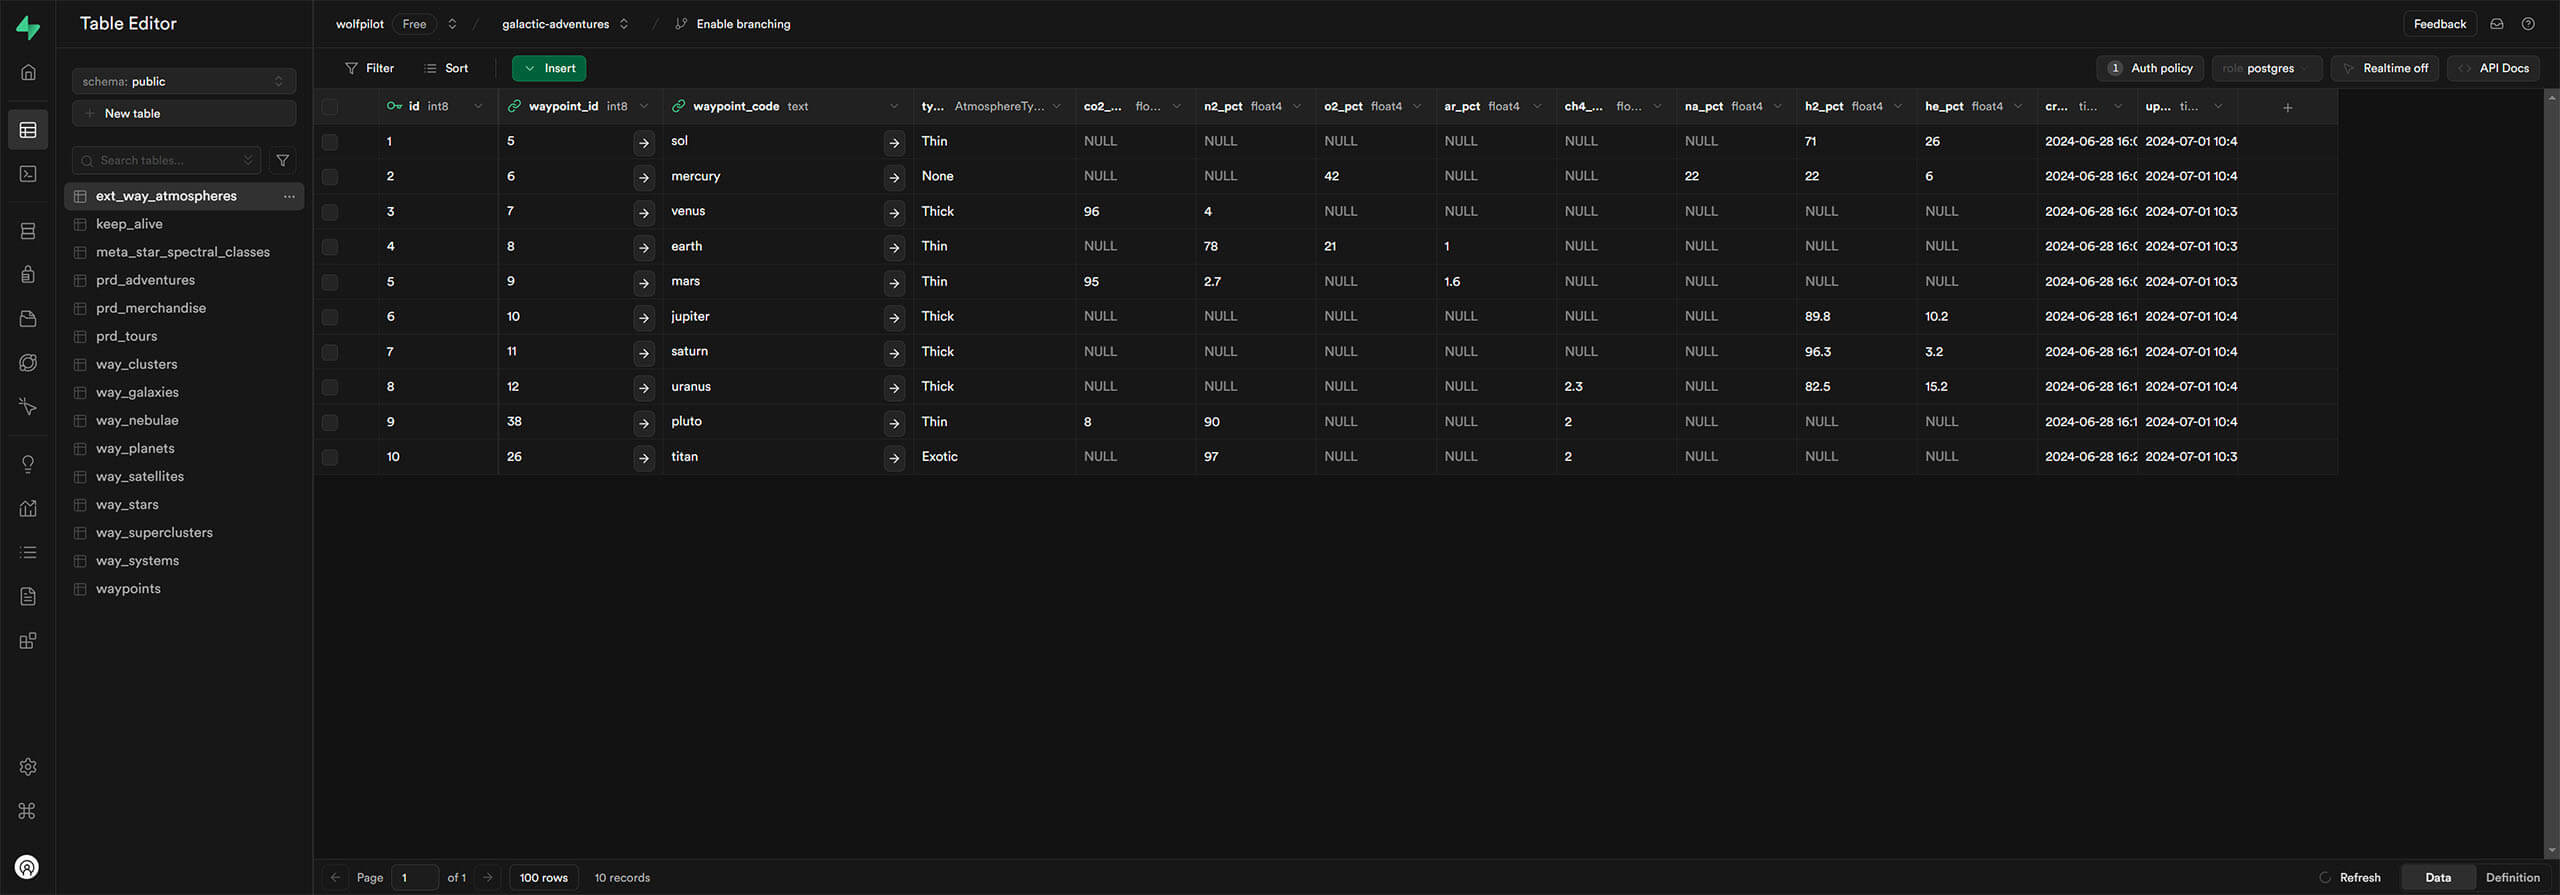 Table Editor
wolfpilot Free / galactic-adventures / Enable branching
Feedback
schema: public
New table
Search tables...
ext_way_atmospheres
keep_alive
meta_star_spectral_classes
prd_adventures
prd_merchandise
prd_tours
way_clusters
way_galaxies
way_nebulae
way_planets
way_satellites
way_stars
way_superclusters
way_systems
waypoints
Filter Sort Insert
1 Auth policy role postgres Realtime off API Docs
id int8 waypoint_id int8 waypoint_code text ty... AtmosphereTy... co2_... flo... n2_pct float4 o2_pct float4 ar_pct float4 ch4_... flo... na_pct float4 h2_pct float4 he_pct float4 cr... ti... up... ti...
1 5 sol Thin NULL NULL NULL NULL NULL NULL 71 26 2024-06-28 16:0 2024-07-01 10:4
2 6 mercury None NULL NULL 42 NULL NULL 22 22 6 2024-06-28 16:0 2024-07-01 10:4
3 7 venus Thick 96 4 NULL NULL NULL NULL NULL NULL 2024-06-28 16:0 2024-07-01 10:3
4 8 earth Thin NULL 78 21 1 NULL NULL NULL NULL 2024-06-28 16:0 2024-07-01 10:3
5 9 mars Thin 95 2.7 NULL 1.6 NULL NULL NULL NULL 2024-06-28 16:0 2024-07-01 10:3
6 10 jupiter Thick NULL NULL NULL NULL NULL NULL 89.8 10.2 2024-06-28 16:1 2024-07-01 10:4
7 11 saturn Thick NULL NULL NULL NULL NULL NULL 96.3 3.2 2024-06-28 16:1 2024-07-01 10:4
8 12 uranus Thick NULL NULL NULL NULL 2.3 NULL 82.5 15.2 2024-06-28 16:1 2024-07-01 10:4
9 38 pluto Thin 8 90 NULL NULL 2 NULL NULL NULL 2024-06-28 16:1 2024-07-01 10:4
10 26 titan Exotic NULL 97 NULL NULL 2 NULL NULL NULL 2024-06-28 16:2 2024-07-01 10:3
Page 1 of 1 100 rows 10 records
Refresh Data Definition